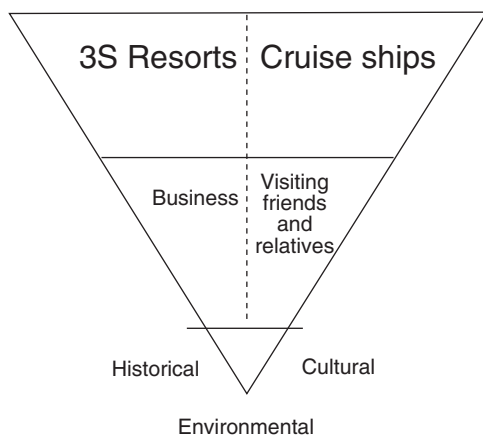 3S Resorts Cruise ships
Business
Visiting
friends
and
relatives
Historical
Cultural
Environmental